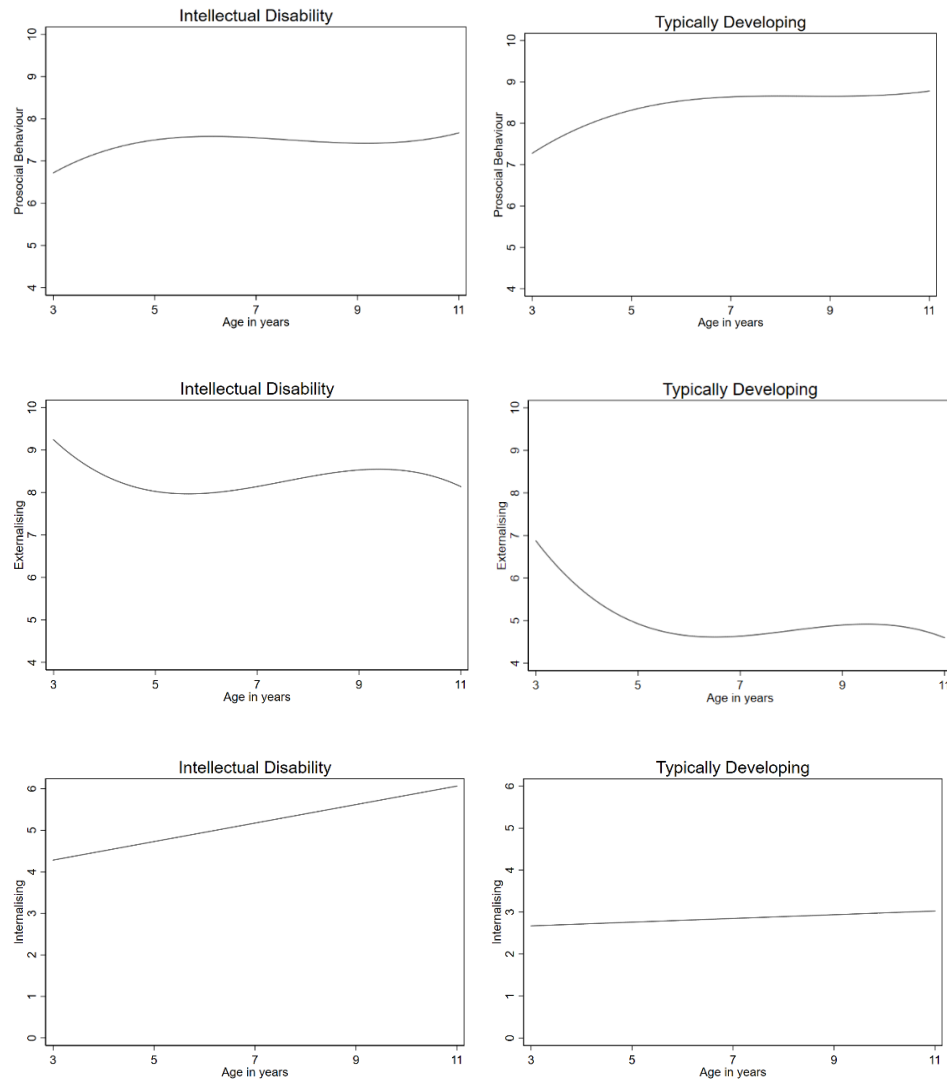 Intellectual Disability
Prosocial Behaviour
10
9
8
7
6
5
4
3 5 7 9 11
Age in years
Typically Developing
Prosocial Behaviour
10
9
8
7
6
5
4
3 5 7 9 11
Age in years
Intellectual Disability
Externalising
10
9
8
7
6
5
4
3 5 7 9 11
Age in years
Typically Developing
Externalising
10
9
8
7
6
5
4
3 5 7 9 11
Age in years
Intellectual Disability
Internalising
6
5
4
3
2
1
0
3 5 7 9 11
Age in years
Typically Developing
Internalising
6
5
4
3
2
1
0
3 5 7 9 11
Age in years